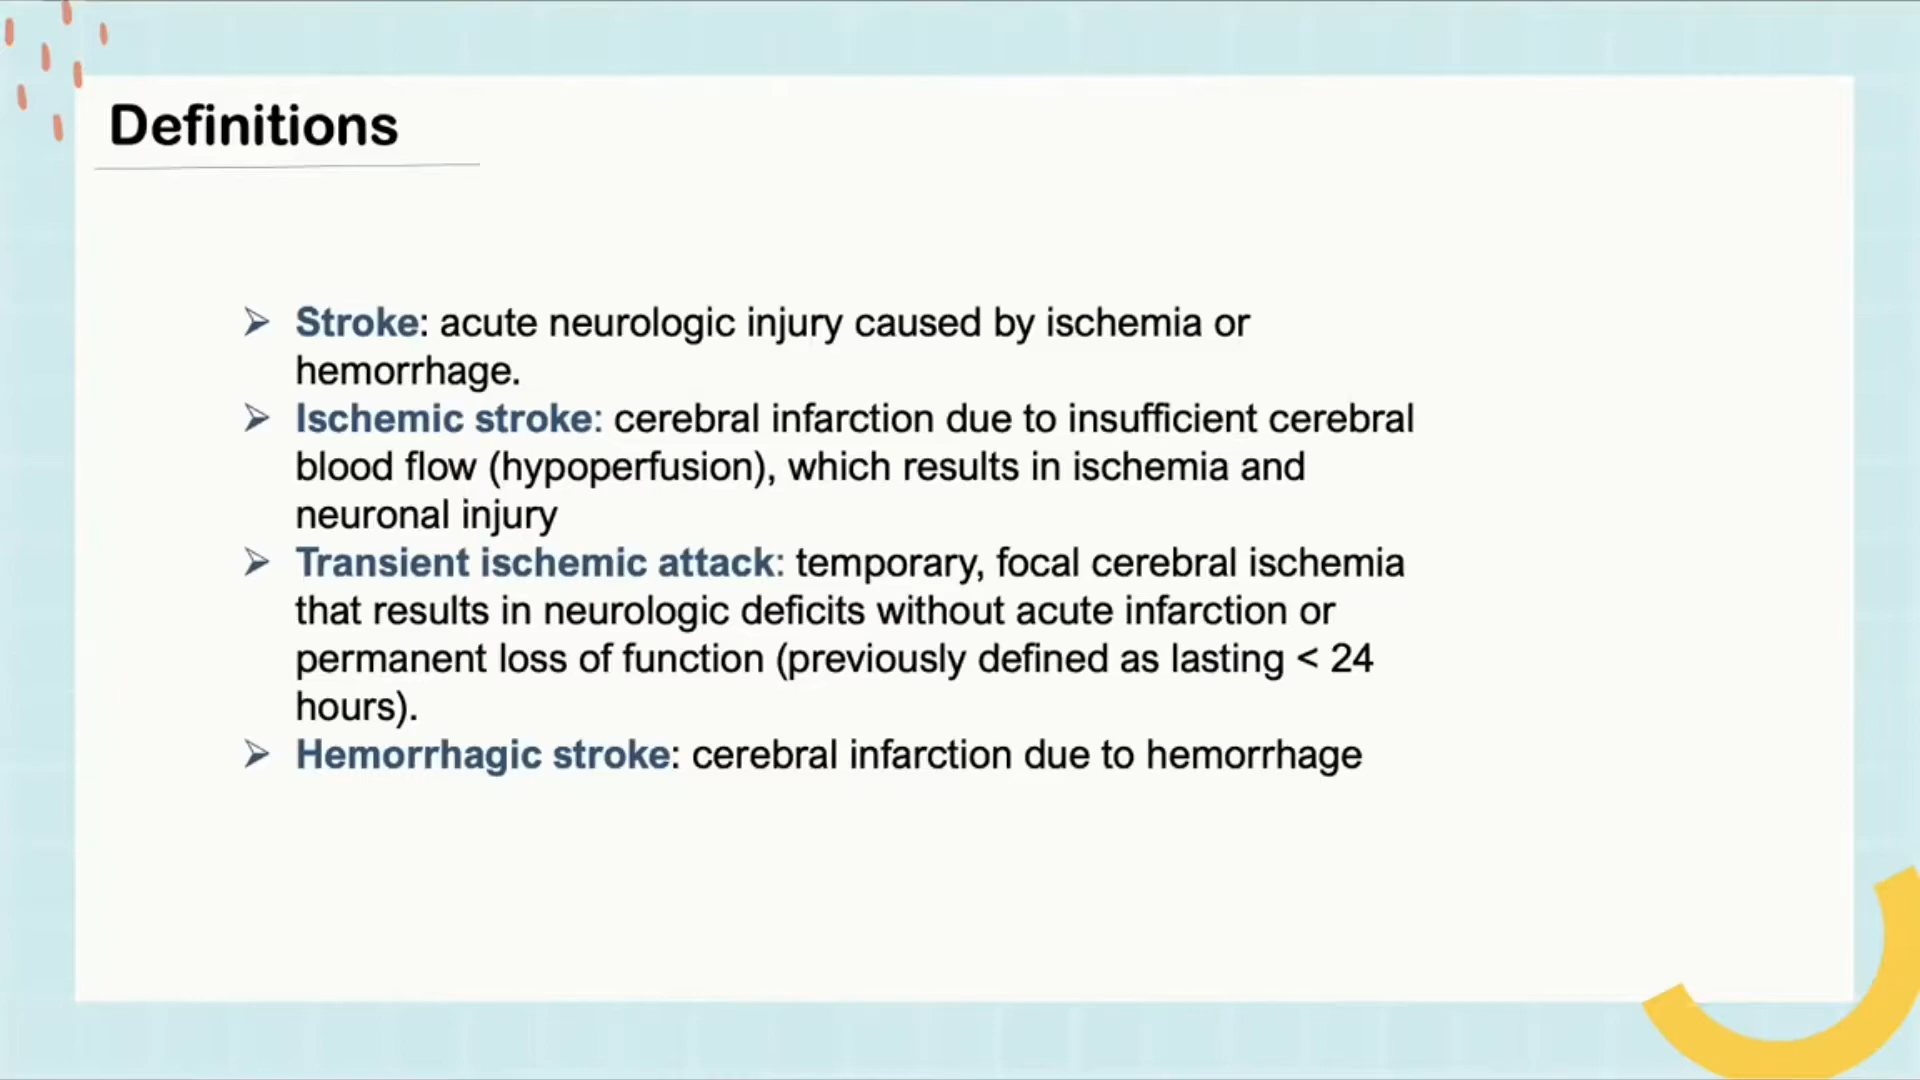 Definitions
➢ Stroke: acute neurologic injury caused by ischemia or
hemorrhage.
➢ Ischemic stroke: cerebral infarction due to insufficient cerebral
blood flow (hypoperfusion), which results in ischemia and
neuronal injury
➢ Transient ischemic attack: temporary, focal cerebral ischemia
that results in neurologic deficits without acute infarction or
permanent loss of function (previously defined as lasting < 24
hours).
➢ Hemorrhagic stroke: cerebral infarction due to hemorrhage